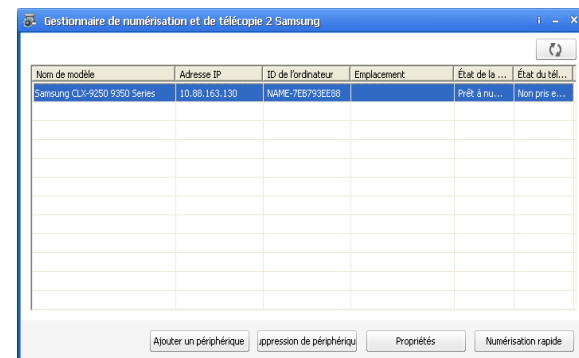 Gestionnaire de numérisation et de télécopie 2 Samsung
Nom de modèle Adresse IP ID de l'ordinateur Emplacement État de la ... État du tél...
Samsung CLX-9250 9350 Series 10.88.163.130 NAME-7EB793EE88 Prêt à nu... Non pris e...
Ajouter un périphérique uppression de périphériqu Propriétés Numérisation rapide